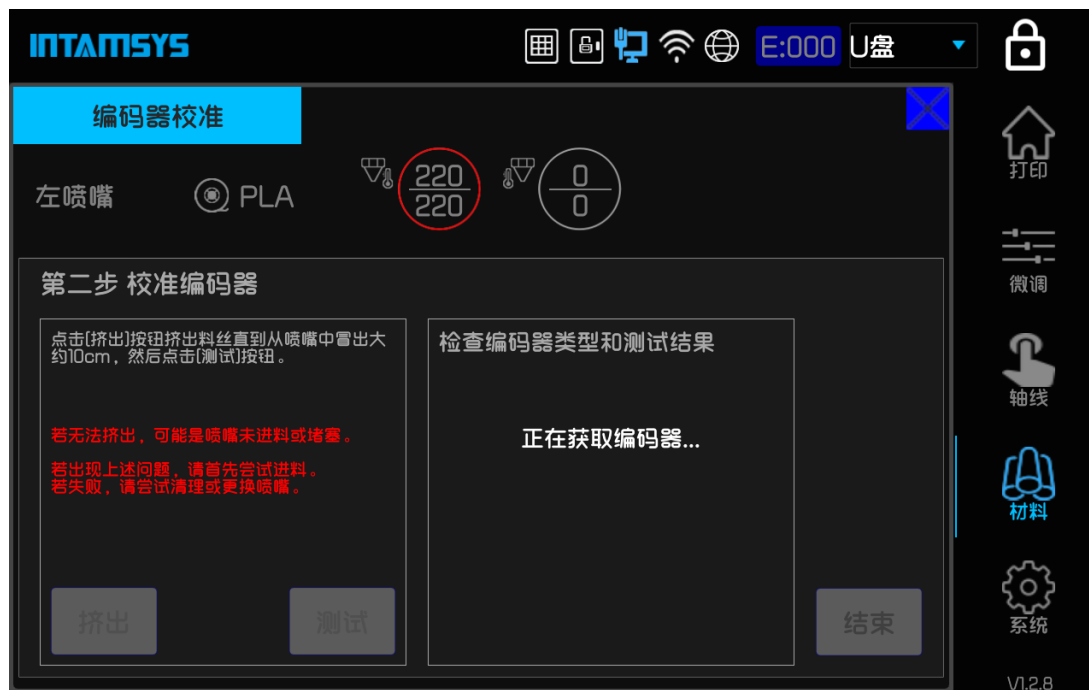 INTAMSYS
E:000 U盘
编码器校准
左喷嘴
PLA
220
220
0
0
第二步 校准编码器
点击[挤出]按钮挤出料丝直到从喷嘴中冒出大
约10cm，然后点击[测试]按钮。
若无法挤出，可能是喷嘴未进料或堵塞。
若出现上述问题，请首先尝试进料。
若失败，请尝试清理或更换喷嘴。
挤出
测试
检查编码器类型和测试结果
正在获取编码器...
结束
打印
微调
轴线
材料
系统
V1.2.8